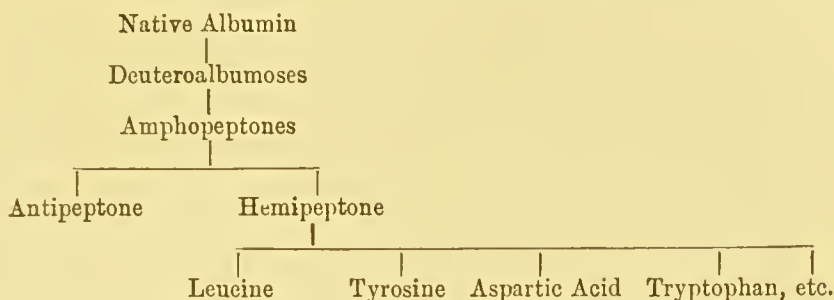 Native Albumin
Deuteroalbumoses
Amphopeptones
Antipeptone Hemipeptone
Leucine Tyrosine Aspartic Acid Tryptophan, etc.